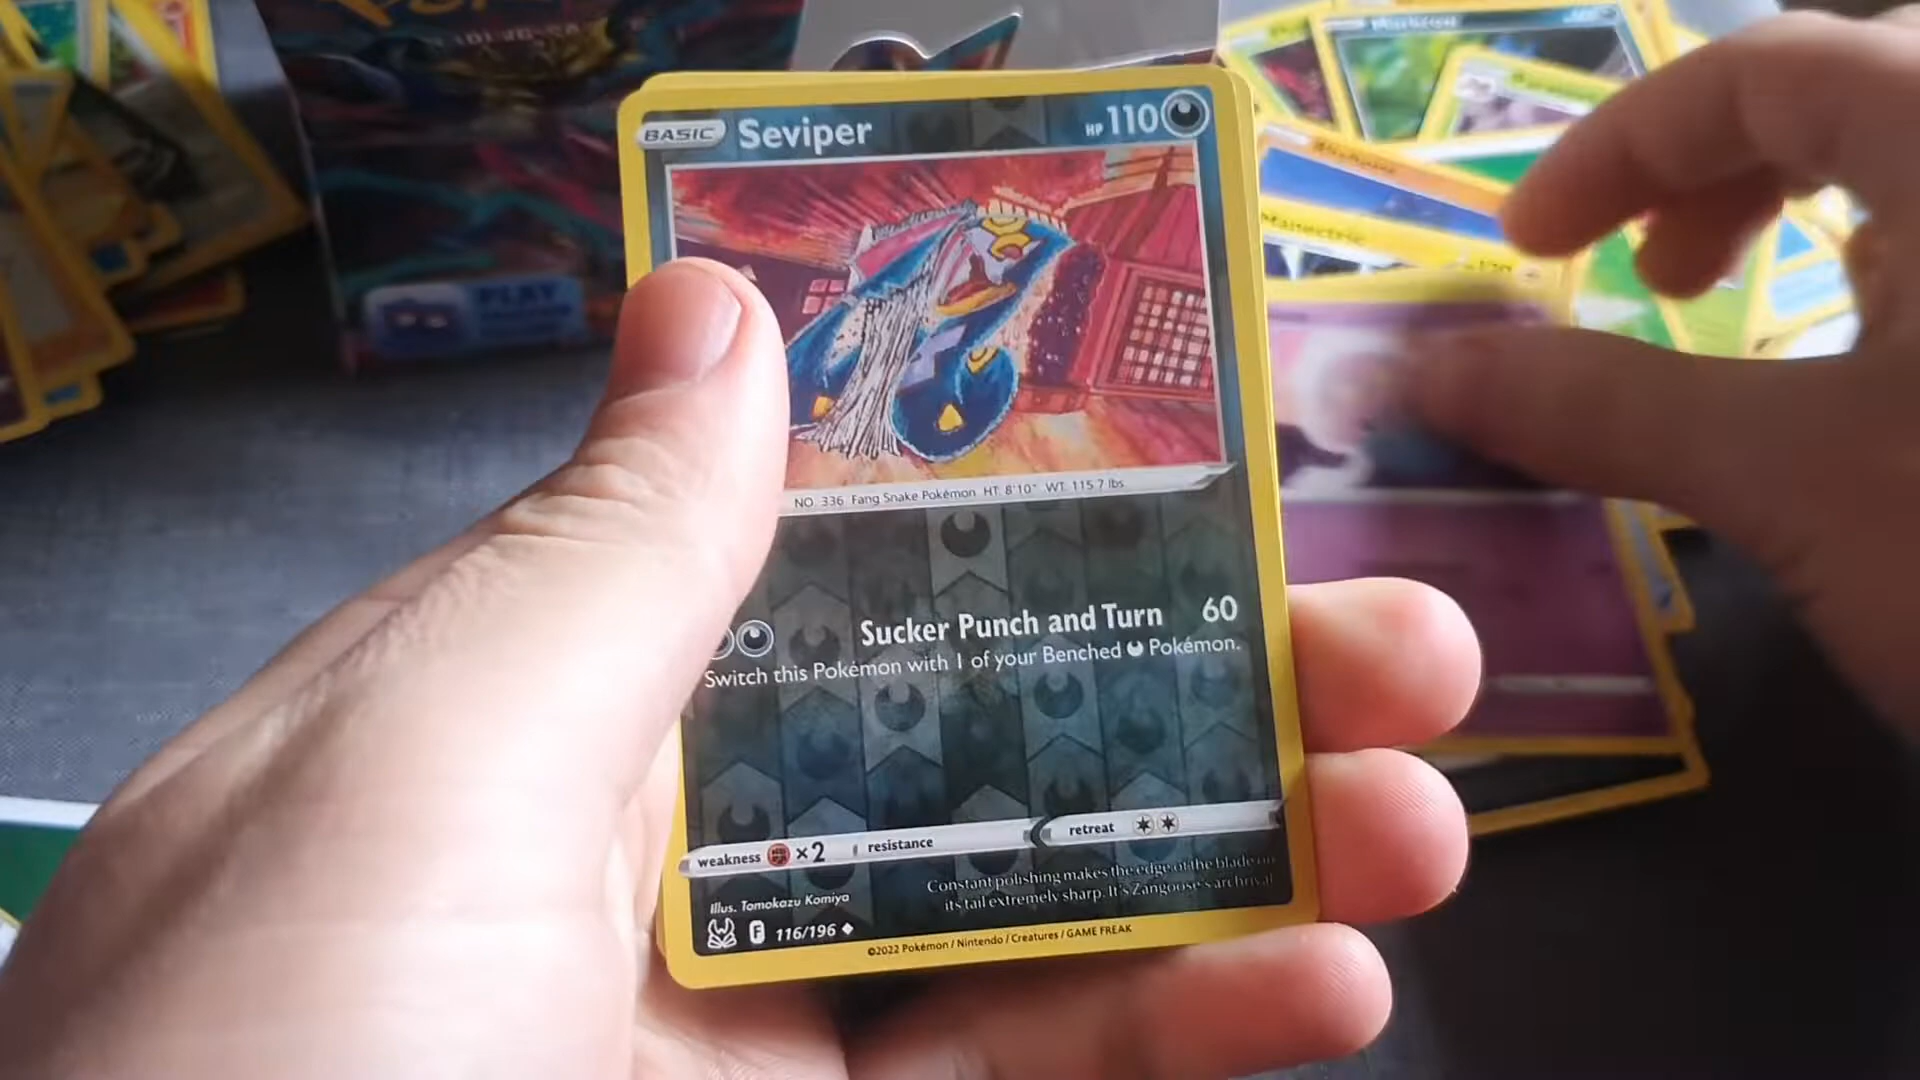 BASIC Seviper HP 110
NO. 336 Fang Snake Pokémon HT: 8'10" WT: 115.7 lbs
Sucker Punch and Turn 60
Switch this Pokémon with 1 of your Benched Pokémon.
weakness ×2 resistance retreat
Constant polishing makes the edge of the blade on
its tail extremely sharp. It's Zangoose's archrival.
Illus. Tomokazu Komiya
F 116/196
©2022 Pokémon / Nintendo / Creatures / GAME FREAK
Manectric
PLAY